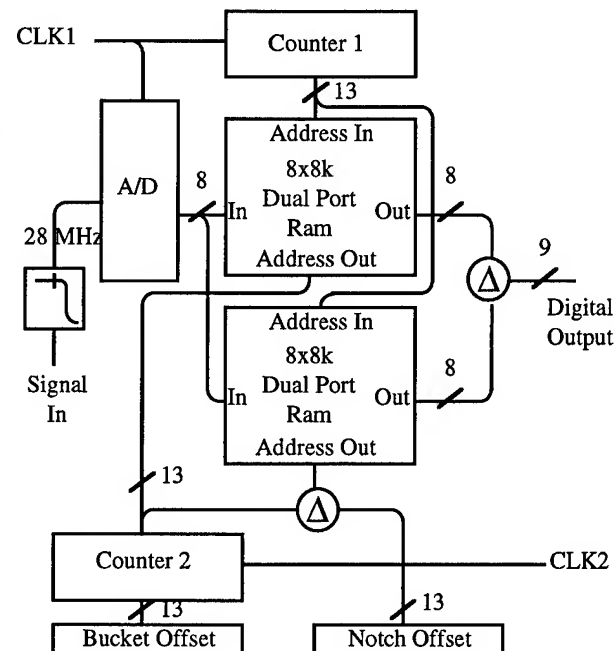 CLK1
Counter 1
13
Address In
8x8k
Dual Port
Ram
In
Out
Address Out
A/D
8
8
28 MHz
Signal
In
Δ
9
Digital
Output
Address In
8x8k
Dual Port
Ram
In
Out
Address Out
8
13
Δ
Counter 2
CLK2
13
13
Bucket Offset
Notch Offset